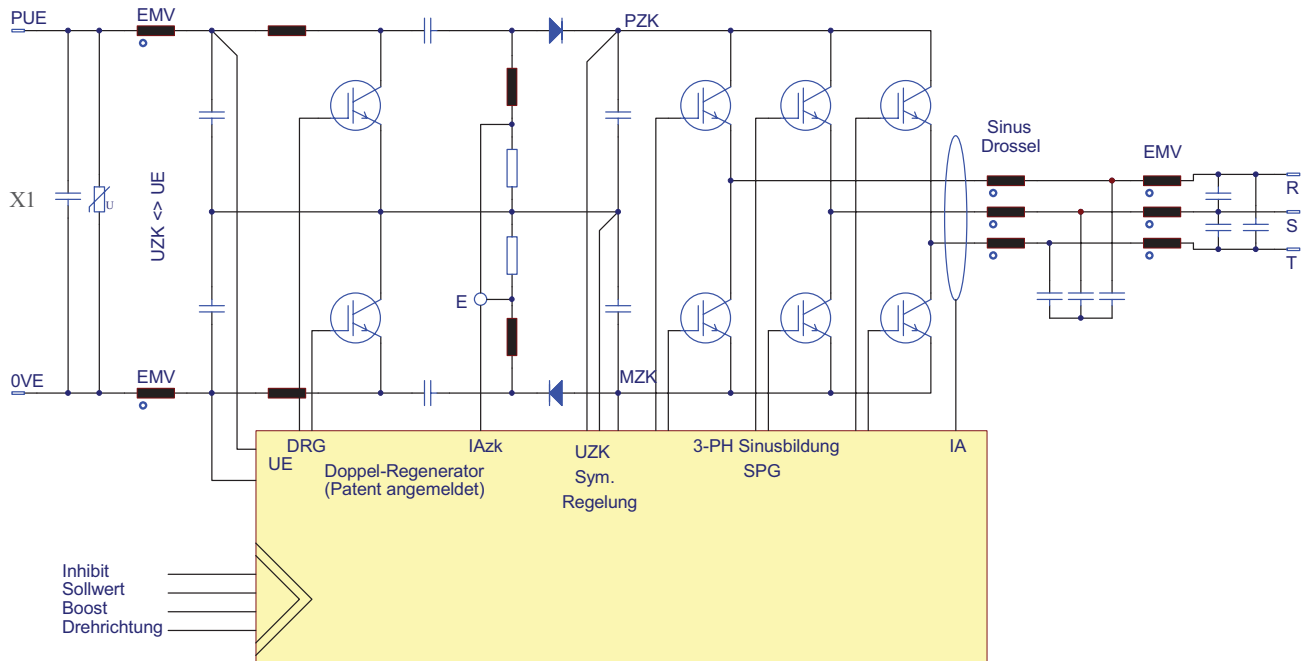 PUE
EMV
PZK
X1
U
UZK <> UE
E
Sinus
Drossel
EMV
R
S
T
0VE
EMV
MZK
DRG
IAzk
UZK
3-PH Sinusbildung
IA
UE
Doppel-Regenerator
(Patent angemeldet)
Sym.
SPG
Regelung
Inhibit
Sollwert
Boost
Drehrichtung